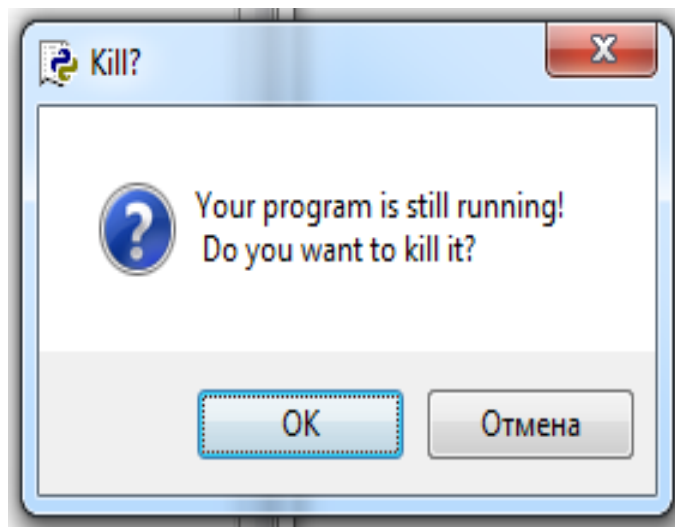 Kill?
Your program is still running!
Do you want to kill it?
OK
Отмена